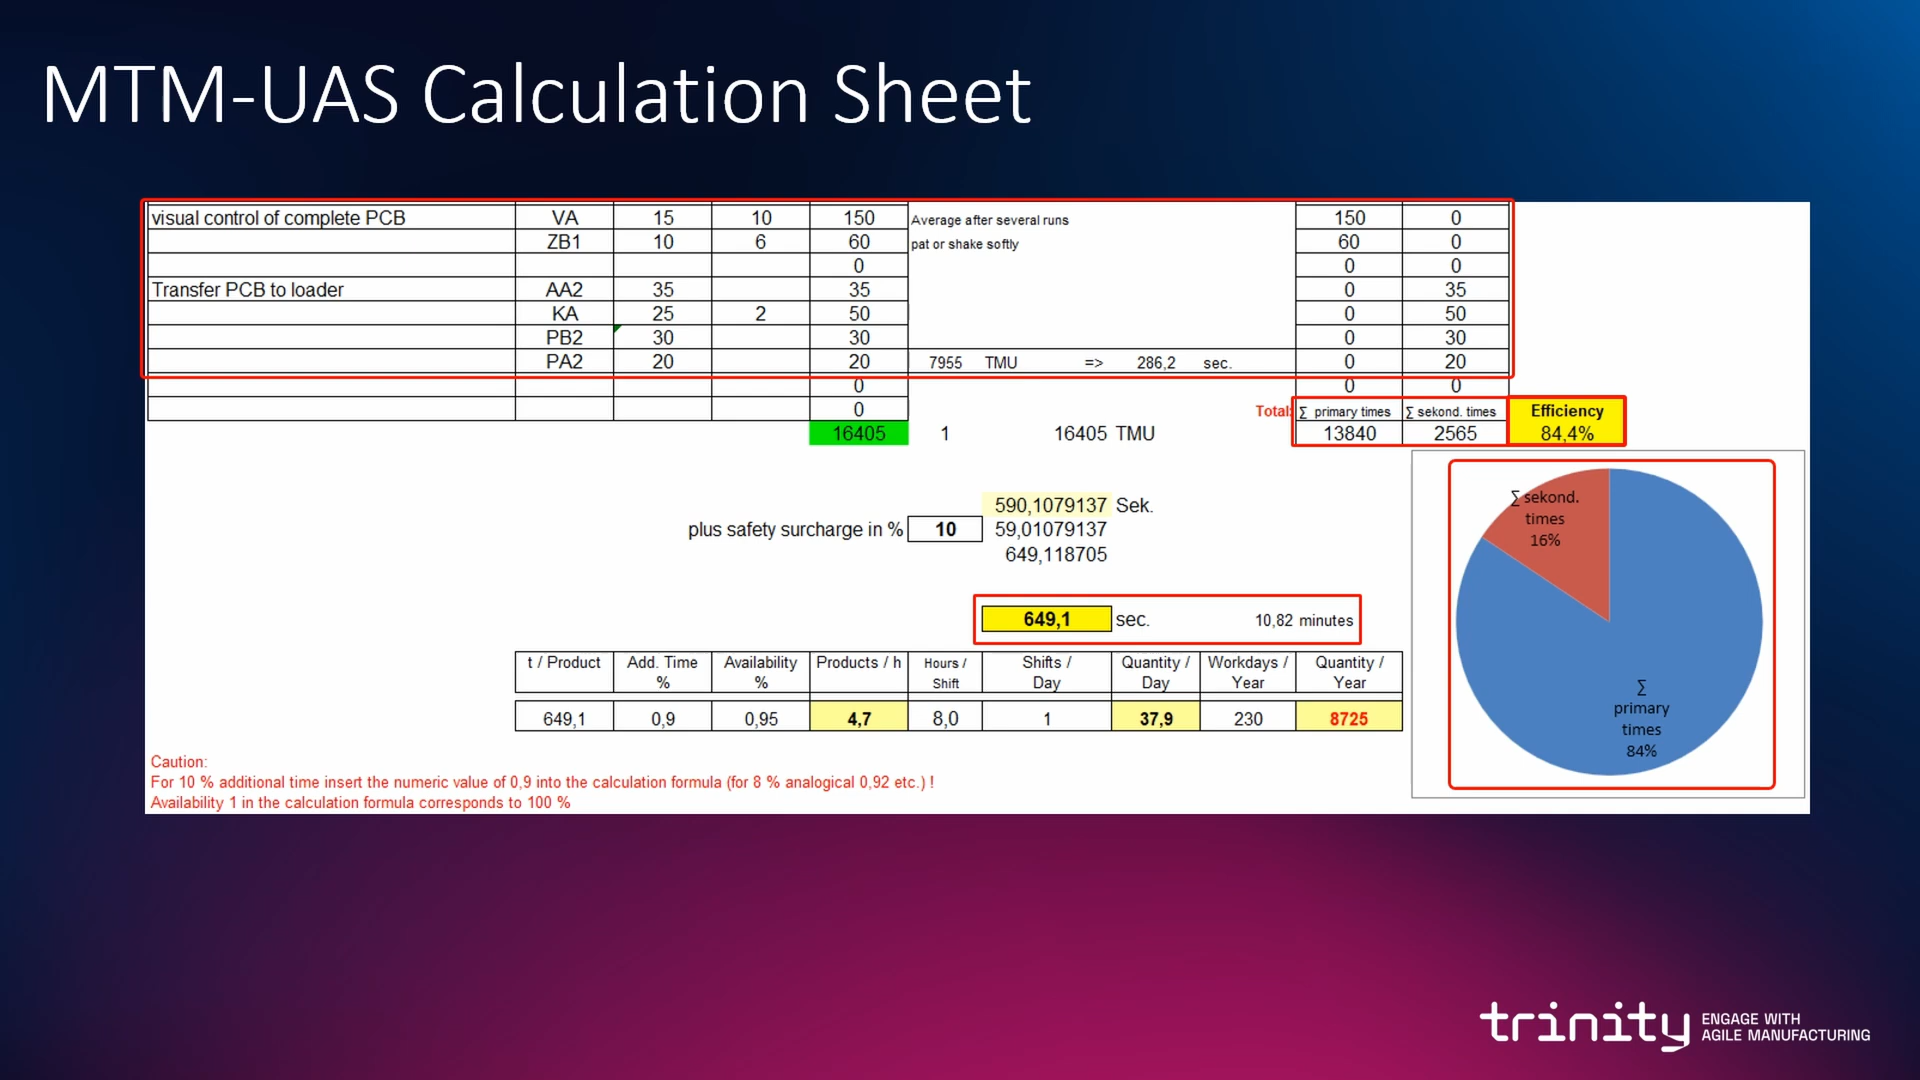 MTM-UAS Calculation Sheet
visual control of complete PCB VA 15 10 150 Average after several runs 150 0
ZB1 10 6 60 pat or shake softly 60 0
0 0 0
Transfer PCB to loader AA2 35 35 0 35
KA 25 2 50 0 50
PB2 30 30 0 30
PA2 20 20 7955 TMU => 286,2 sec. 0 20
0 0 0
0 Total: ∑ primary times ∑ sekond. times Efficiency
16405 1 16405 TMU 13840 2565 84,4%
590,1079137 Sek.
plus safety surcharge in % 10 59,01079137
649,118705
649,1 sec. 10,82 minutes
t / Product Add. Time % Availability % Products / h Hours / Shift Shifts / Day Quantity / Day Workdays / Year Quantity / Year
649,1 0,9 0,95 4,7 8,0 1 37,9 230 8725
Caution:
For 10 % additional time insert the numeric value of 0,9 into the calculation formula (for 8 % analogical 0,92 etc.) !
Availability 1 in the calculation formula corresponds to 100 %
∑ sekond.
times
16%
∑
primary
times
84%
trinity
ENGAGE WITH
AGILE MANUFACTURING